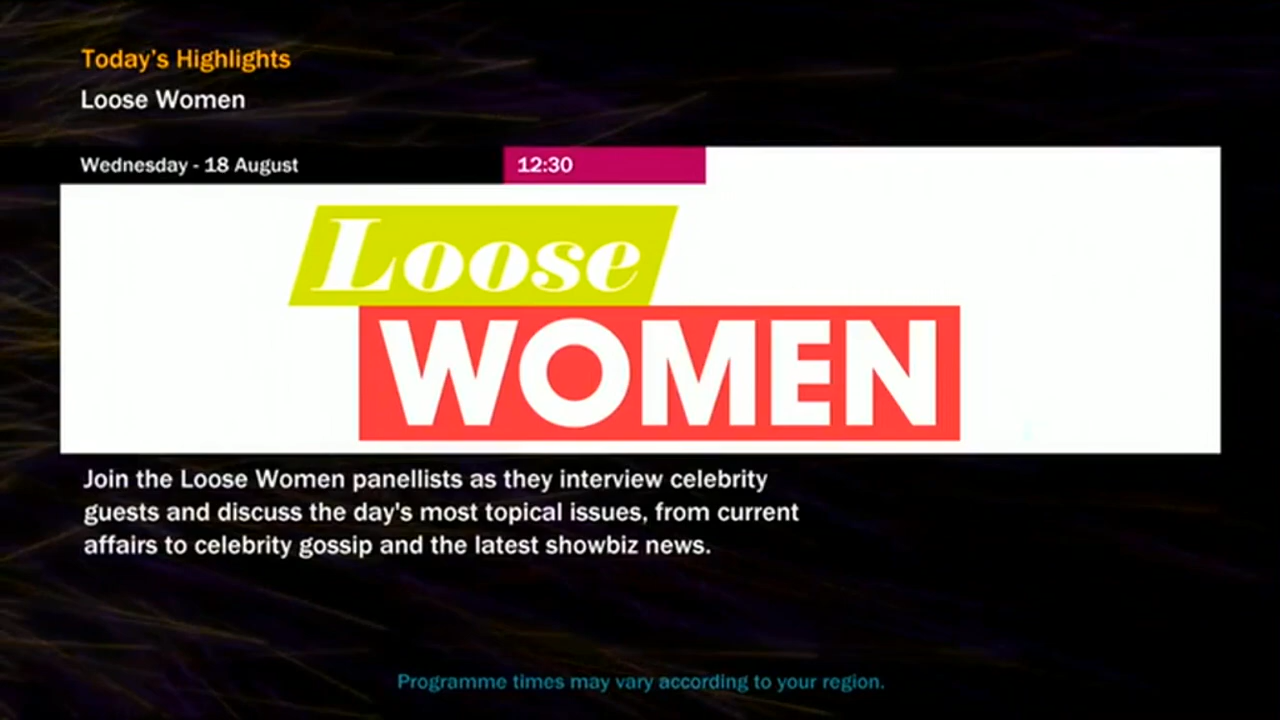 Today's Highlights
Loose Women
Wednesday - 18 August
12:30
Loose
WOMEN
Join the Loose Women panellists as they interview celebrity
guests and discuss the day's most topical issues, from current
affairs to celebrity gossip and the latest showbiz news.
Programme times may vary according to your region.